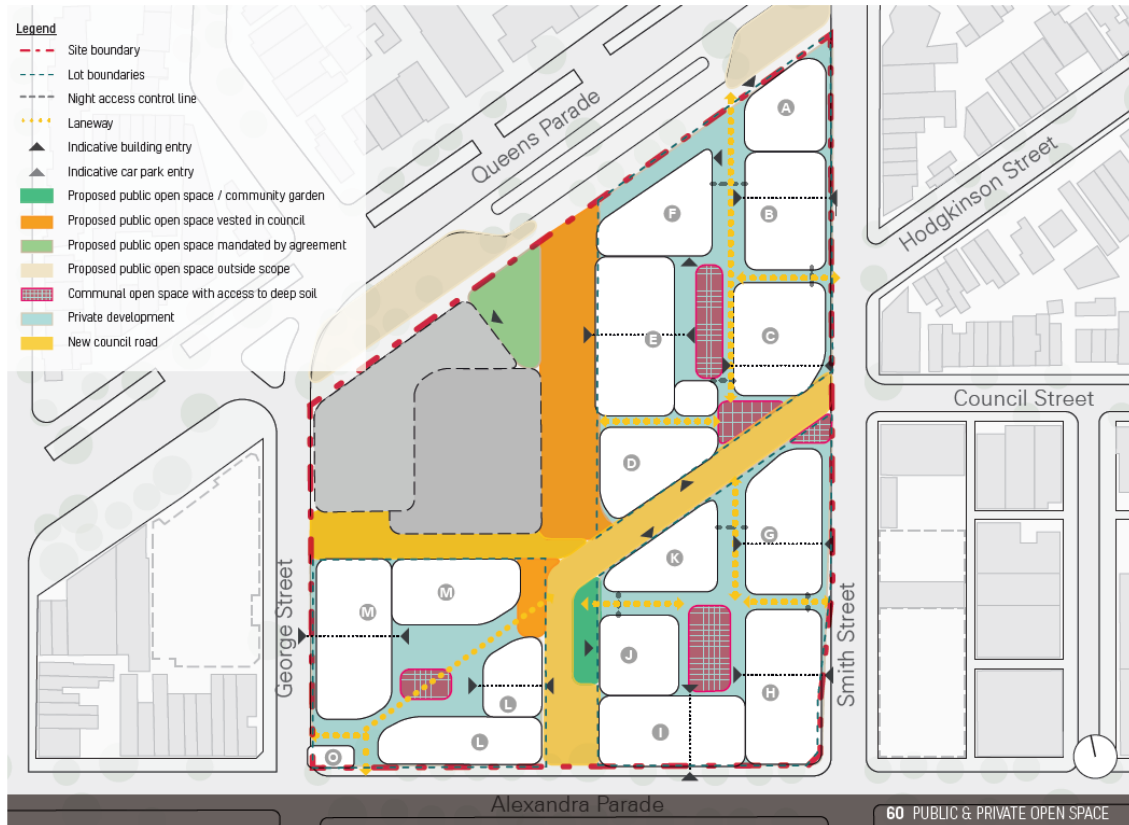 Legend
Site boundary
Lot boundaries
Night access control line
Laneway
Indicative building entry
Indicative car park entry
Proposed public open space / community garden
Proposed public open space vested in council
Proposed public open space mandated by agreement
Proposed public open space outside scope
Communal open space with access to deep soil
Private development
New council road
Queens Parade
Hodgkinson Street
Council Street
George Street
Smith Street
Alexandra Parade
A
F
B
E
C
D
G
K
M
M
J
H
L
I
L
O
60 PUBLIC & PRIVATE OPEN SPACE